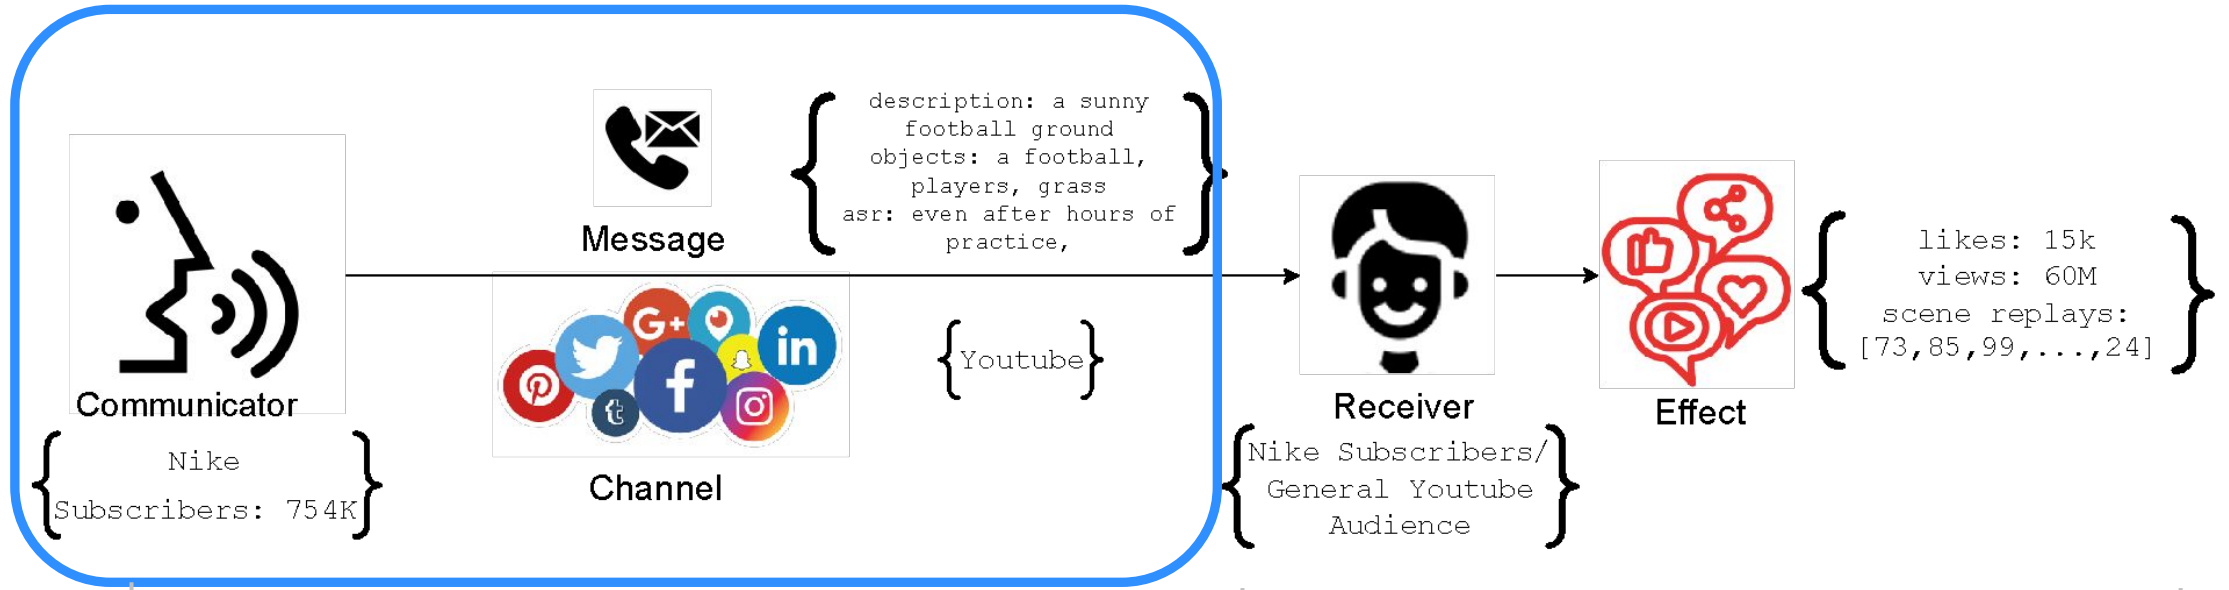 Communicator
Nike
Subscribers: 754K
Message
description: a sunny
football ground
objects: a football,
players, grass
asr: even after hours of
practice,
G+
in
f
t
Channel
Youtube
Receiver
Nike Subscribers/
General Youtube
Audience
Effect
likes: 15k
views: 60M
scene replays:
[73,85,99,...,24]